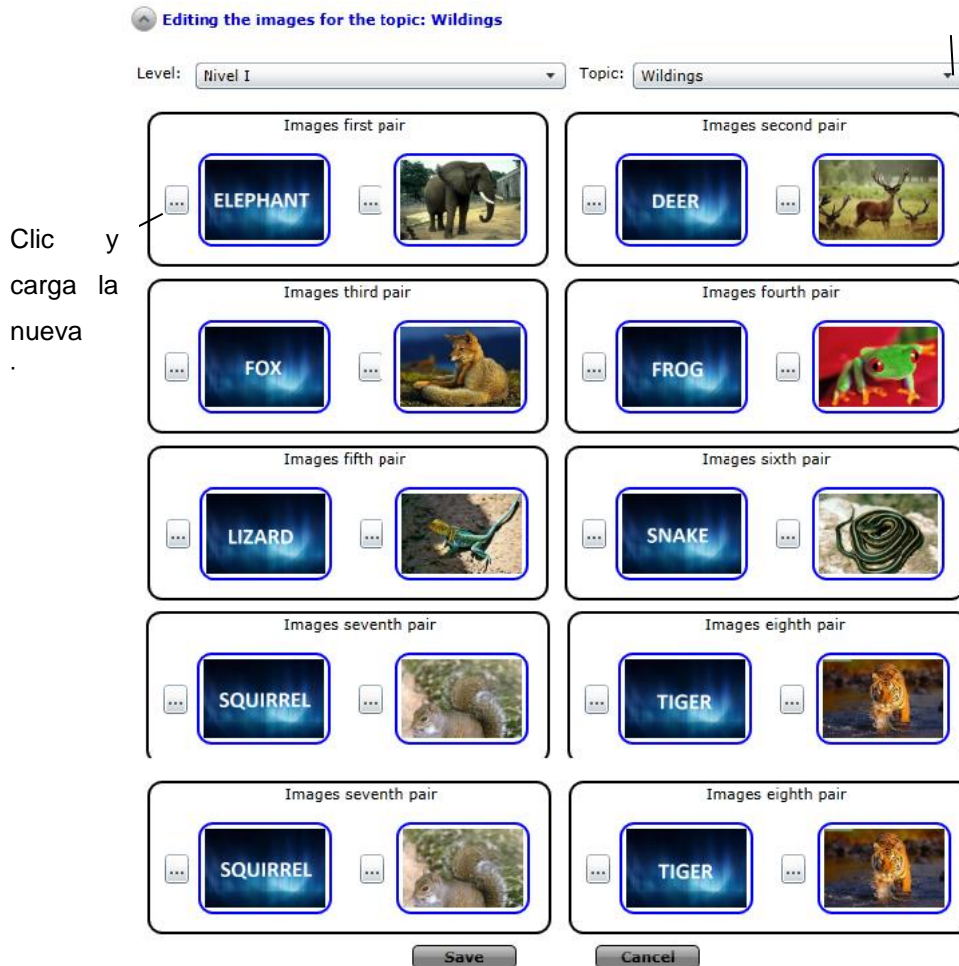 Editing the images for the topic: Wildings
Level: Nivel I Topic: Wildings
Images first pair Images second pair
... ELEPHANT ... ... DEER ...
Clic y
carga la
nueva
.
Images third pair Images fourth pair
... FOX ... ... FROG ...
Images fifth pair Images sixth pair
... LIZARD ... ... SNAKE ...
Images seventh pair Images eighth pair
... SQUIRREL ... ... TIGER ...
Images seventh pair Images eighth pair
... SQUIRREL ... ... TIGER ...
Save Cancel